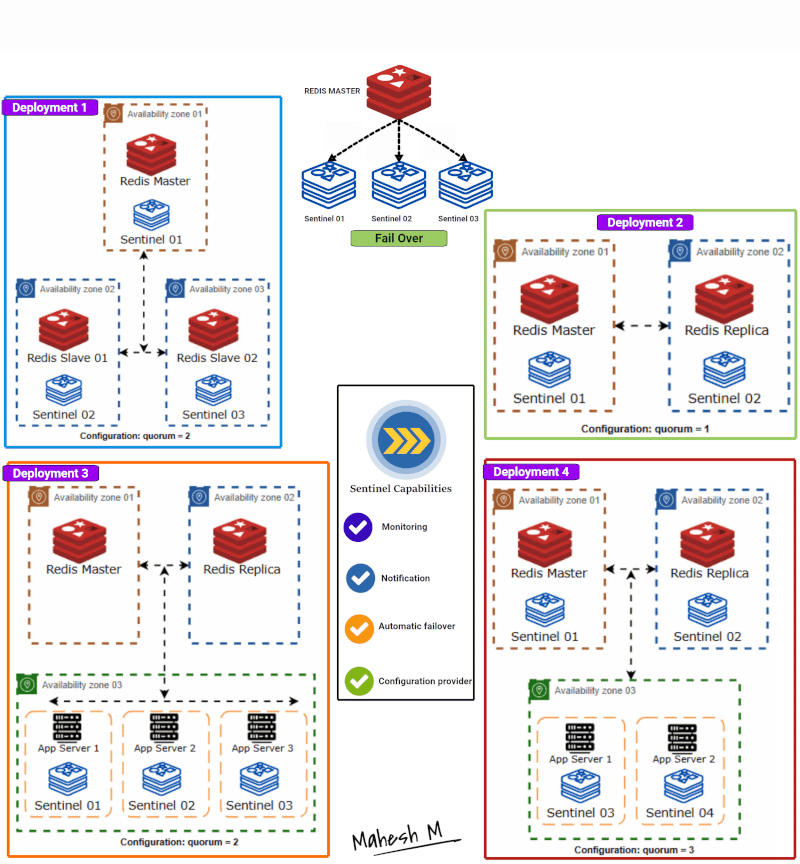 REDIS MASTER
Sentinel 01
Sentinel 02
Sentinel 03
Fail Over
Deployment 1
Availability zone 01
Redis Master
Sentinel 01
Availability zone 02
Availability zone 03
Redis Slave 01
Redis Slave 02
Sentinel 02
Sentinel 03
Configuration: quorum = 2
Deployment 2
Availability zone 01
Availability zone 02
Redis Master
Redis Replica
Sentinel 01
Sentinel 02
Configuration: quorum = 1
Sentinel Capabilities
Monitoring
Notification
Automatic failover
Configuration provider
Deployment 3
Availability zone 01
Availability zone 02
Redis Master
Redis Replica
Availability zone 03
App Server 1
App Server 2
App Server 3
Sentinel 01
Sentinel 02
Sentinel 03
Configuration: quorum = 2
Deployment 4
Availability zone 01
Availability zone 02
Redis Master
Redis Replica
Sentinel 01
Sentinel 02
Availability zone 03
App Server 1
App Server 2
Sentinel 03
Sentinel 04
Configuration: quorum = 3
Mahesh M